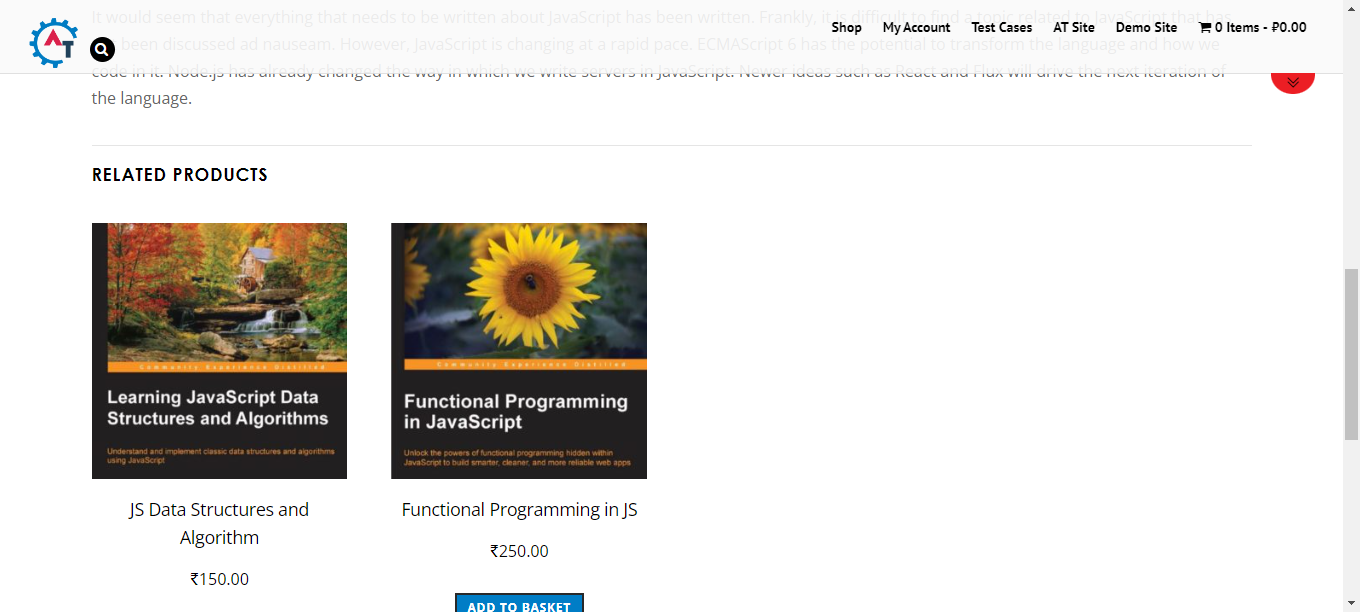 It would seem that everything that needs to be written about JavaScript has been written. Frankly, it is difficult to find a topic related to JavaScript that has
been discussed ad nauseam. However, JavaScript is changing at a rapid pace. ECMAScript 6 has the potential to transform the language and how we
code in it. Node.js has already changed the way in which we write servers in JavaScript. Newer ideas such as React and Flux will drive the next iteration of
the language.
AT
Shop My Account Test Cases AT Site Demo Site 0 Items - ₽0.00
RELATED PRODUCTS
Community Experience Distilled
Learning JavaScript Data
Structures and Algorithms
Understand and implement classic data structures and algorithms
using JavaScript
JS Data Structures and
Algorithm
₹150.00
Community Experience Distilled
Functional Programming
in JavaScript
Unlock the powers of functional programming hidden within
JavaScript to build smarter, cleaner, and more reliable web apps
Functional Programming in JS
₹250.00
ADD TO BASKET